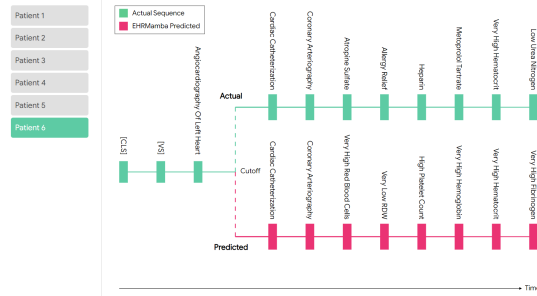 Patient 1
Patient 2
Patient 3
Patient 4
Patient 5
Patient 6
Actual Sequence
EHRMamba Predicted
[CLS]
[VS]
Angiocardiography Of Left Heart
Actual
Cardiac Catheterization
Coronary Arteriography
Atropine Sulfate
Allergy Relief
Heparin
Metoprolol Tartrate
Very High Hematocrit
Low Urea Nitrogen
Cutoff
Predicted
Cardiac Catheterization
Coronary Arteriography
Very High Red Blood Cells
Very Low RDW
High Platelet Count
Very High Hemoglobin
Very High Hematocrit
Very High Fibrinogen
Time